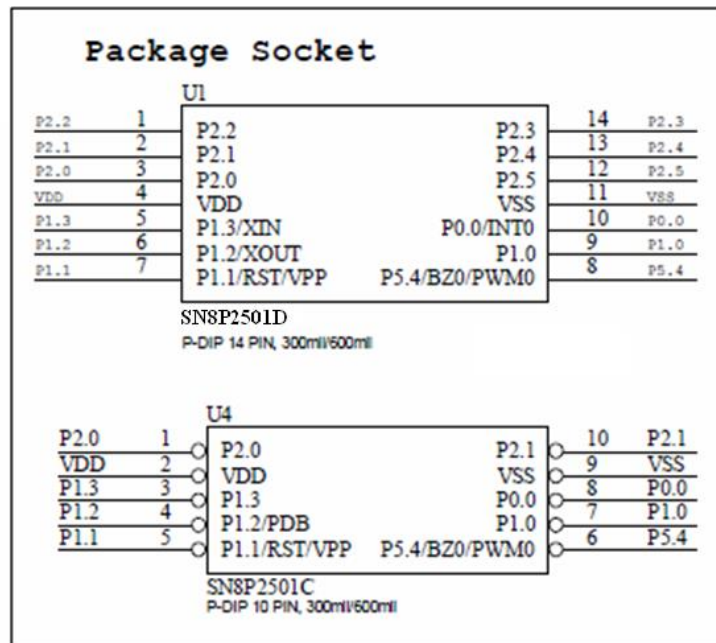 Package Socket
U1
P2.2 1 P2.2 P2.3 14 P2.3
P2.1 2 P2.1 P2.4 13 P2.4
P2.0 3 P2.0 P2.5 12 P2.5
VDD 4 VDD VSS 11 VSS
P1.3 5 P1.3/XIN P0.0/INT0 10 P0.0
P1.2 6 P1.2/XOUT P1.0 9 P1.0
P1.1 7 P1.1/RST/VPP P5.4/BZ0/PWM0 8 P5.4
SN8P2501D
P-DIP 14 PIN, 300mil/600mil
U4
P2.0 1 P2.0 P2.1 10 P2.1
VDD 2 VDD VSS 9 VSS
P1.3 3 P1.3 P0.0 8 P0.0
P1.2 4 P1.2/PDB P1.0 7 P1.0
P1.1 5 P1.1/RST/VPP P5.4/BZ0/PWM0 6 P5.4
SN8P2501C
P-DIP 10 PIN, 300mil/600mil